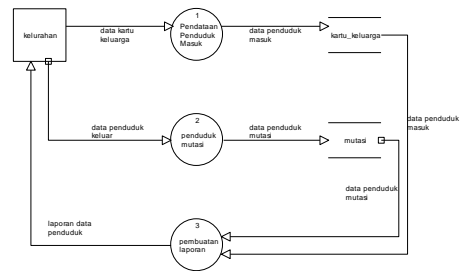 kelurahan
data kartu
keluarga
1
Pendataan
Penduduk
Masuk
data penduduk
masuk
kartu_keluarga
data penduduk
masuk
data penduduk
keluar
2
penduduk
mutasi
data penduduk
mutasi
mutasi
data penduduk
mutasi
laporan data
penduduk
3
pembuatan
laporan